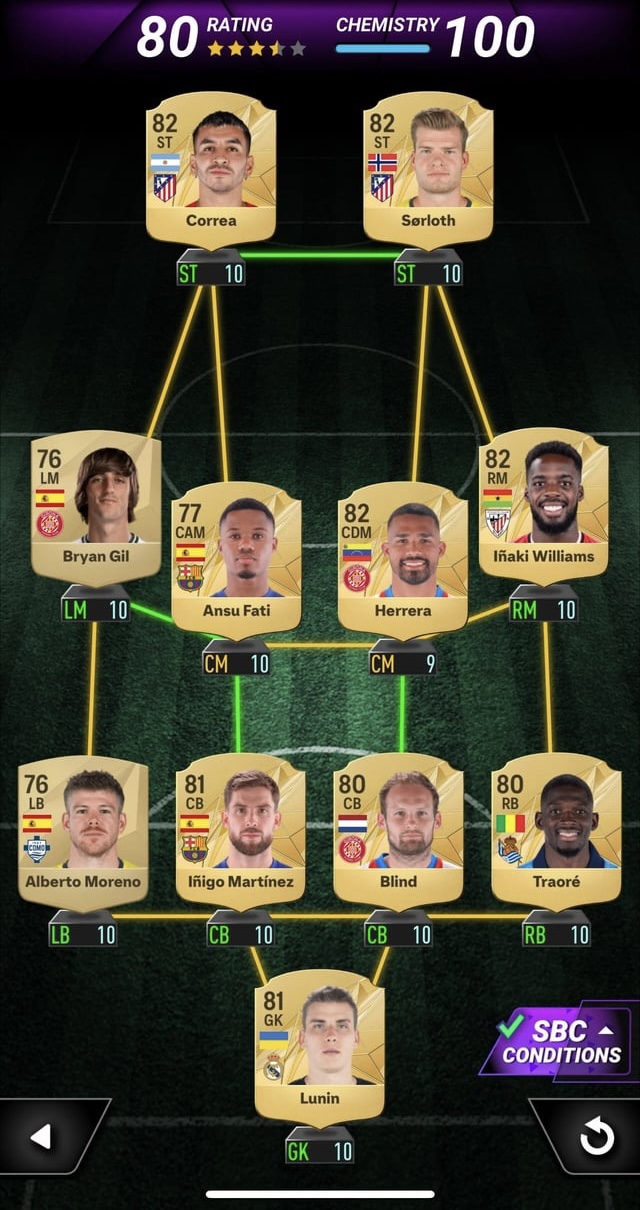 80 RATING CHEMISTRY 100
82
ST
Correa
ST 10
82
ST
Sørloth
ST 10
76
LM
Bryan Gil
LM 10
77
CAM
Ansu Fati
CM 10
82
CDM
Herrera
CM 9
82
RM
Iñaki Williams
RM 10
76
LB
COMO
Alberto Moreno
LB 10
81
CB
Iñigo Martínez
CB 10
80
CB
Blind
CB 10
80
RB
Traoré
RB 10
81
GK
Lunin
GK 10
SBC
CONDITIONS